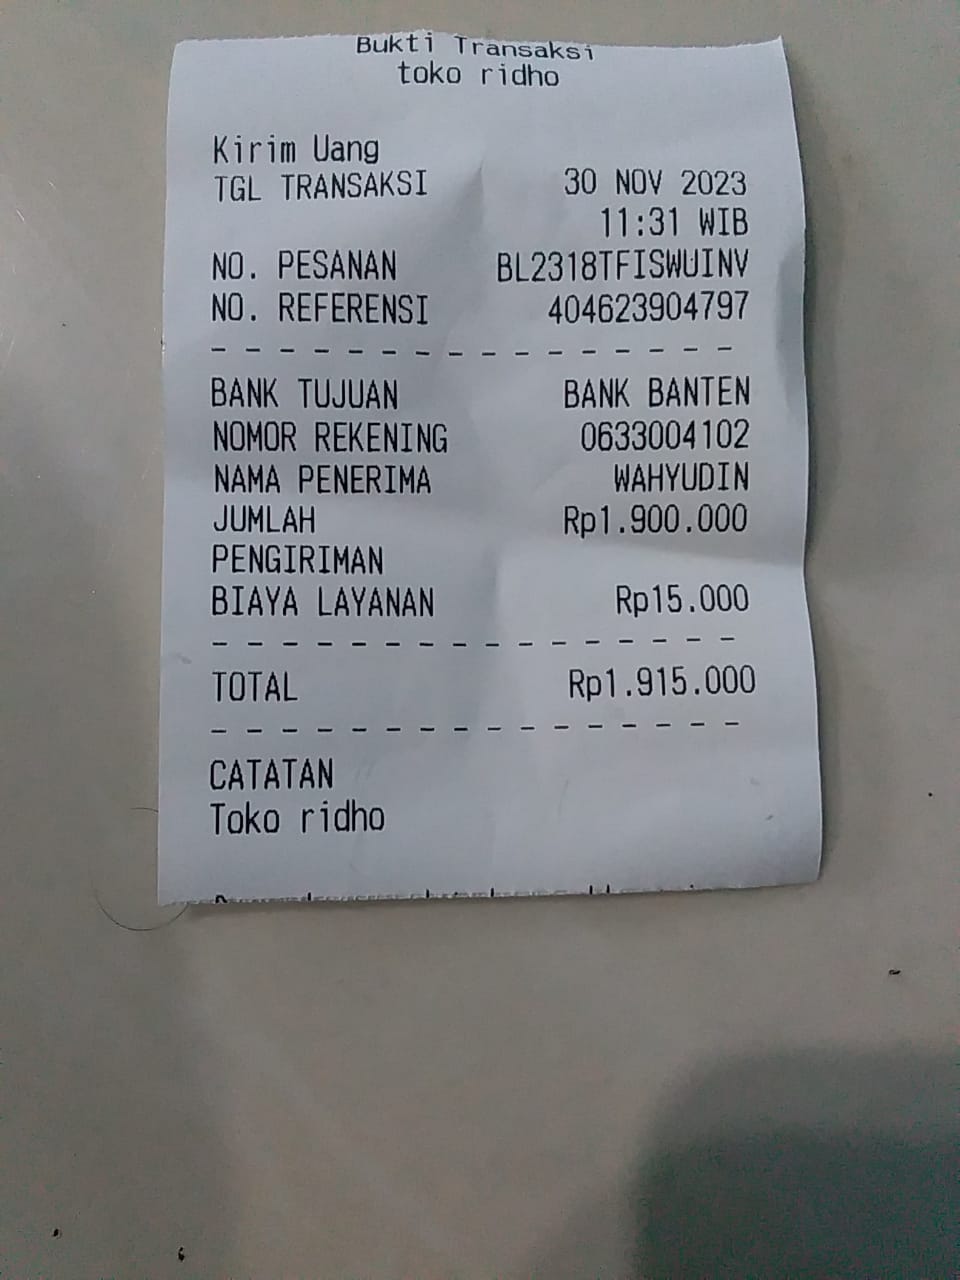 Bukti Transaksi
toko ridho
Kirim Uang
TGL TRANSAKSI 30 NOV 2023
11:31 WIB
NO. PESANAN BL2318TFISWUINV
NO. REFERENSI 404623904797
- - - - - - - - - - - - - - - -
BANK TUJUAN BANK BANTEN
NOMOR REKENING 0633004102
NAMA PENERIMA WAHYUDIN
JUMLAH Rp1.900.000
PENGIRIMAN
BIAYA LAYANAN Rp15.000
- - - - - - - - - - - - - - - -
TOTAL Rp1.915.000
- - - - - - - - - - - - - - - -
CATATAN
Toko ridho